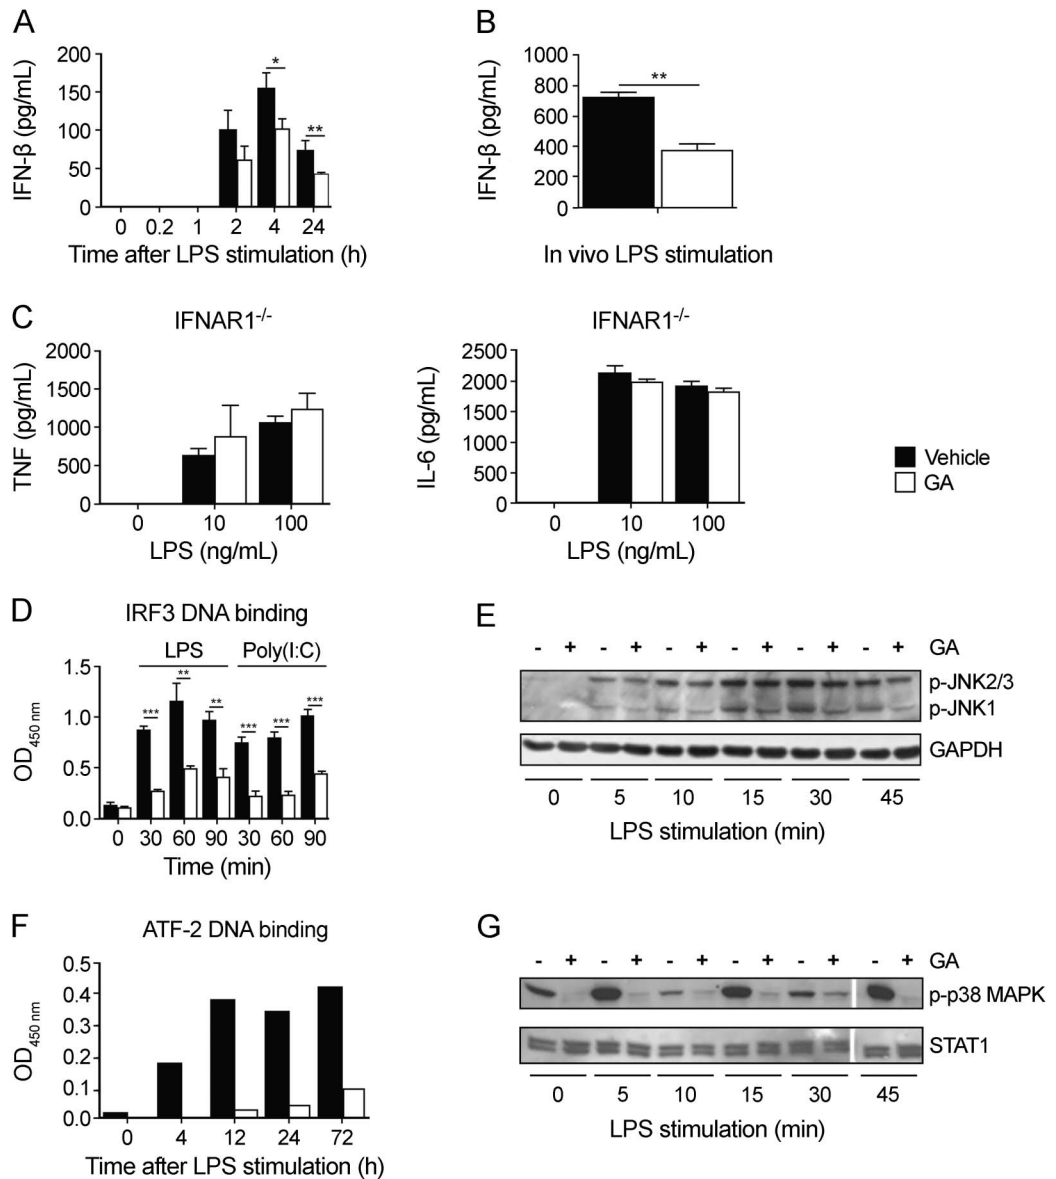 A
IFN-β (pg/mL)
200
150
100
50
0
*
**
0 0.2 1 2 4 24
Time after LPS stimulation (h)
B
IFN-β (pg/mL)
1000
800
600
400
200
0
**
In vivo LPS stimulation
C
IFNAR1-/-
TNF (pg/mL)
2000
1500
1000
500
0
0 10 100
LPS (ng/mL)
IFNAR1-/-
IL-6 (pg/mL)
2500
2000
1500
1000
500
0
0 10 100
LPS (ng/mL)
Vehicle
GA
D
IRF3 DNA binding
LPS Poly(I:C)
OD450 nm
1.5
1.0
0.5
0.0
*** ** ** *** *** ***
0 30 60 90 30 60 90
Time (min)
E
- + - + - + - + - + - + GA
p-JNK2/3
p-JNK1
GAPDH
0 5 10 15 30 45
LPS stimulation (min)
F
ATF-2 DNA binding
OD450 nm
0.5
0.4
0.3
0.2
0.1
0.0
0 4 12 24 72
Time after LPS stimulation (h)
G
- + - + - + - + - + - + GA
p-p38 MAPK
STAT1
0 5 10 15 30 45
LPS stimulation (min)